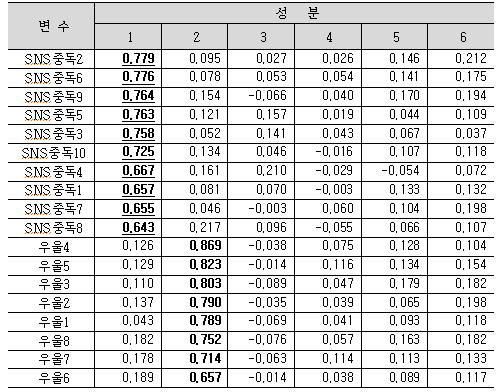 변 수 성 분
1 2 3 4 5 6
SNS중독2 0.779 0.095 0.027 0.026 0.146 0.212
SNS중독6 0.776 0.078 0.053 0.054 0.141 0.175
SNS중독9 0.764 0.154 -0.066 0.040 0.170 0.194
SNS중독5 0.763 0.121 0.157 0.019 0.044 0.109
SNS중독3 0.758 0.052 0.141 0.043 0.067 0.037
SNS중독10 0.725 0.134 0.046 -0.016 0.107 0.118
SNS중독4 0.667 0.161 0.210 -0.029 -0.054 0.072
SNS중독1 0.657 0.081 0.070 -0.003 0.133 0.132
SNS중독7 0.655 0.046 -0.003 0.060 0.104 0.198
SNS중독8 0.643 0.217 0.096 -0.055 0.066 0.107
우울4 0.126 0.869 -0.038 0.075 0.128 0.104
우울5 0.129 0.823 -0.014 0.116 0.134 0.154
우울3 0.110 0.803 -0.089 0.047 0.179 0.182
우울2 0.137 0.790 -0.035 0.039 0.065 0.198
우울1 0.043 0.789 -0.069 0.041 0.093 0.118
우울8 0.182 0.752 -0.076 0.057 0.163 0.182
우울7 0.178 0.714 -0.063 0.114 0.113 0.133
우울6 0.189 0.657 -0.014 0.038 0.089 0.117